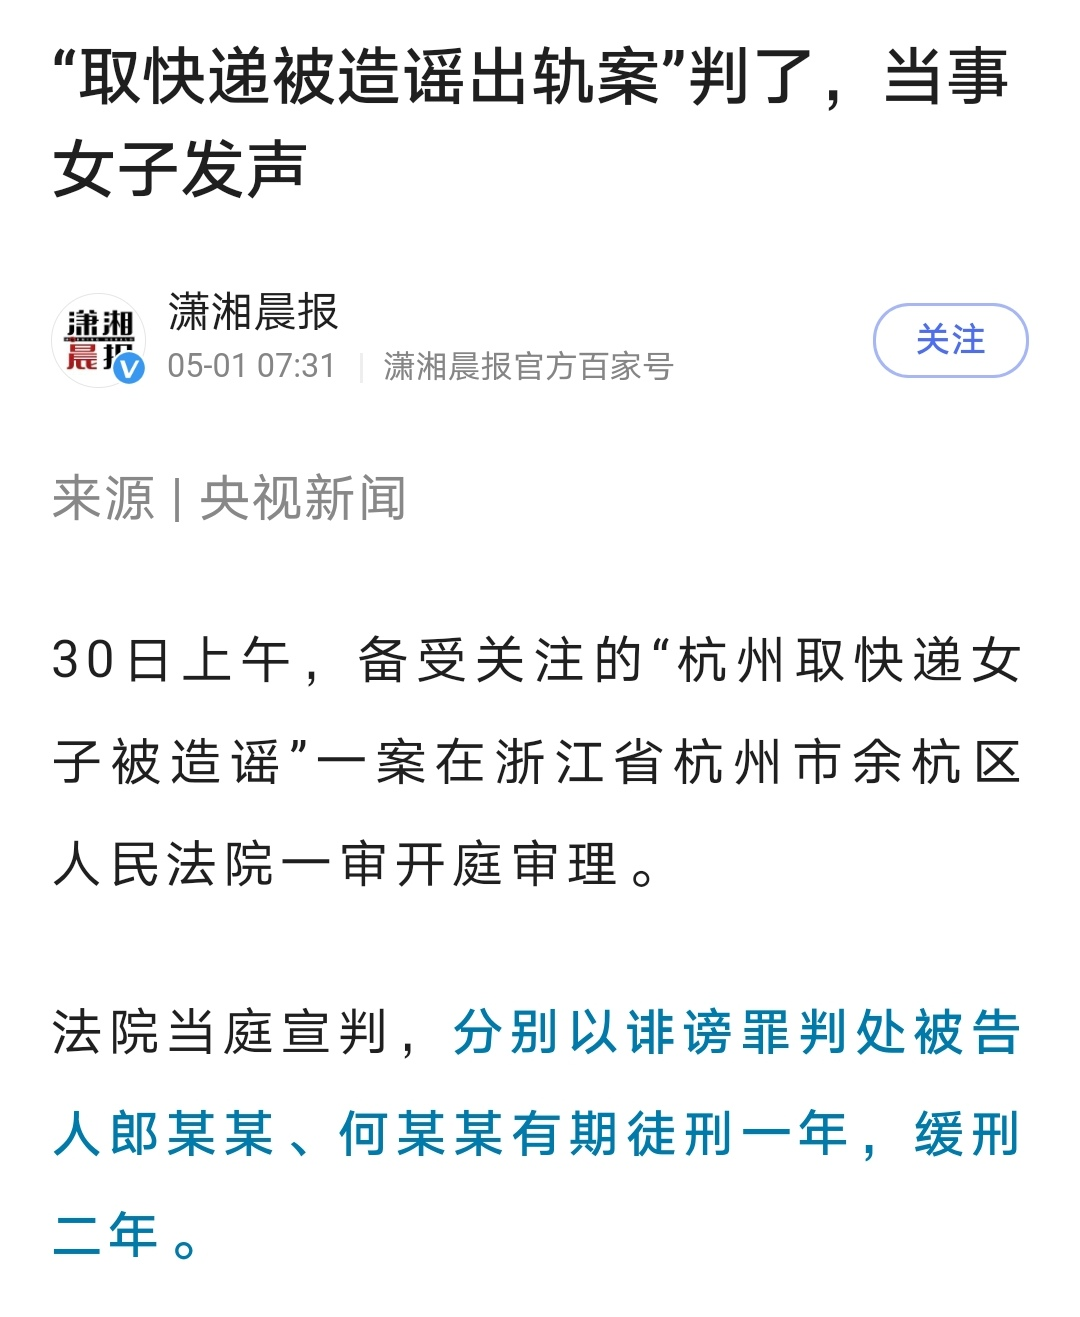 “取快递被造谣出轨案”判了，当事
女子发声
潇湘晨报
05-01 07:31 | 潇湘晨报官方百家号
关注
潇湘
晨报
来源 | 央视新闻
30日上午，备受关注的“杭州取快递女
子被造谣”一案在浙江省杭州市余杭区
人民法院一审开庭审理。
法院当庭宣判，分别以诽谤罪判处被告
人郎某某、何某某有期徒刑一年，缓刑
二年。